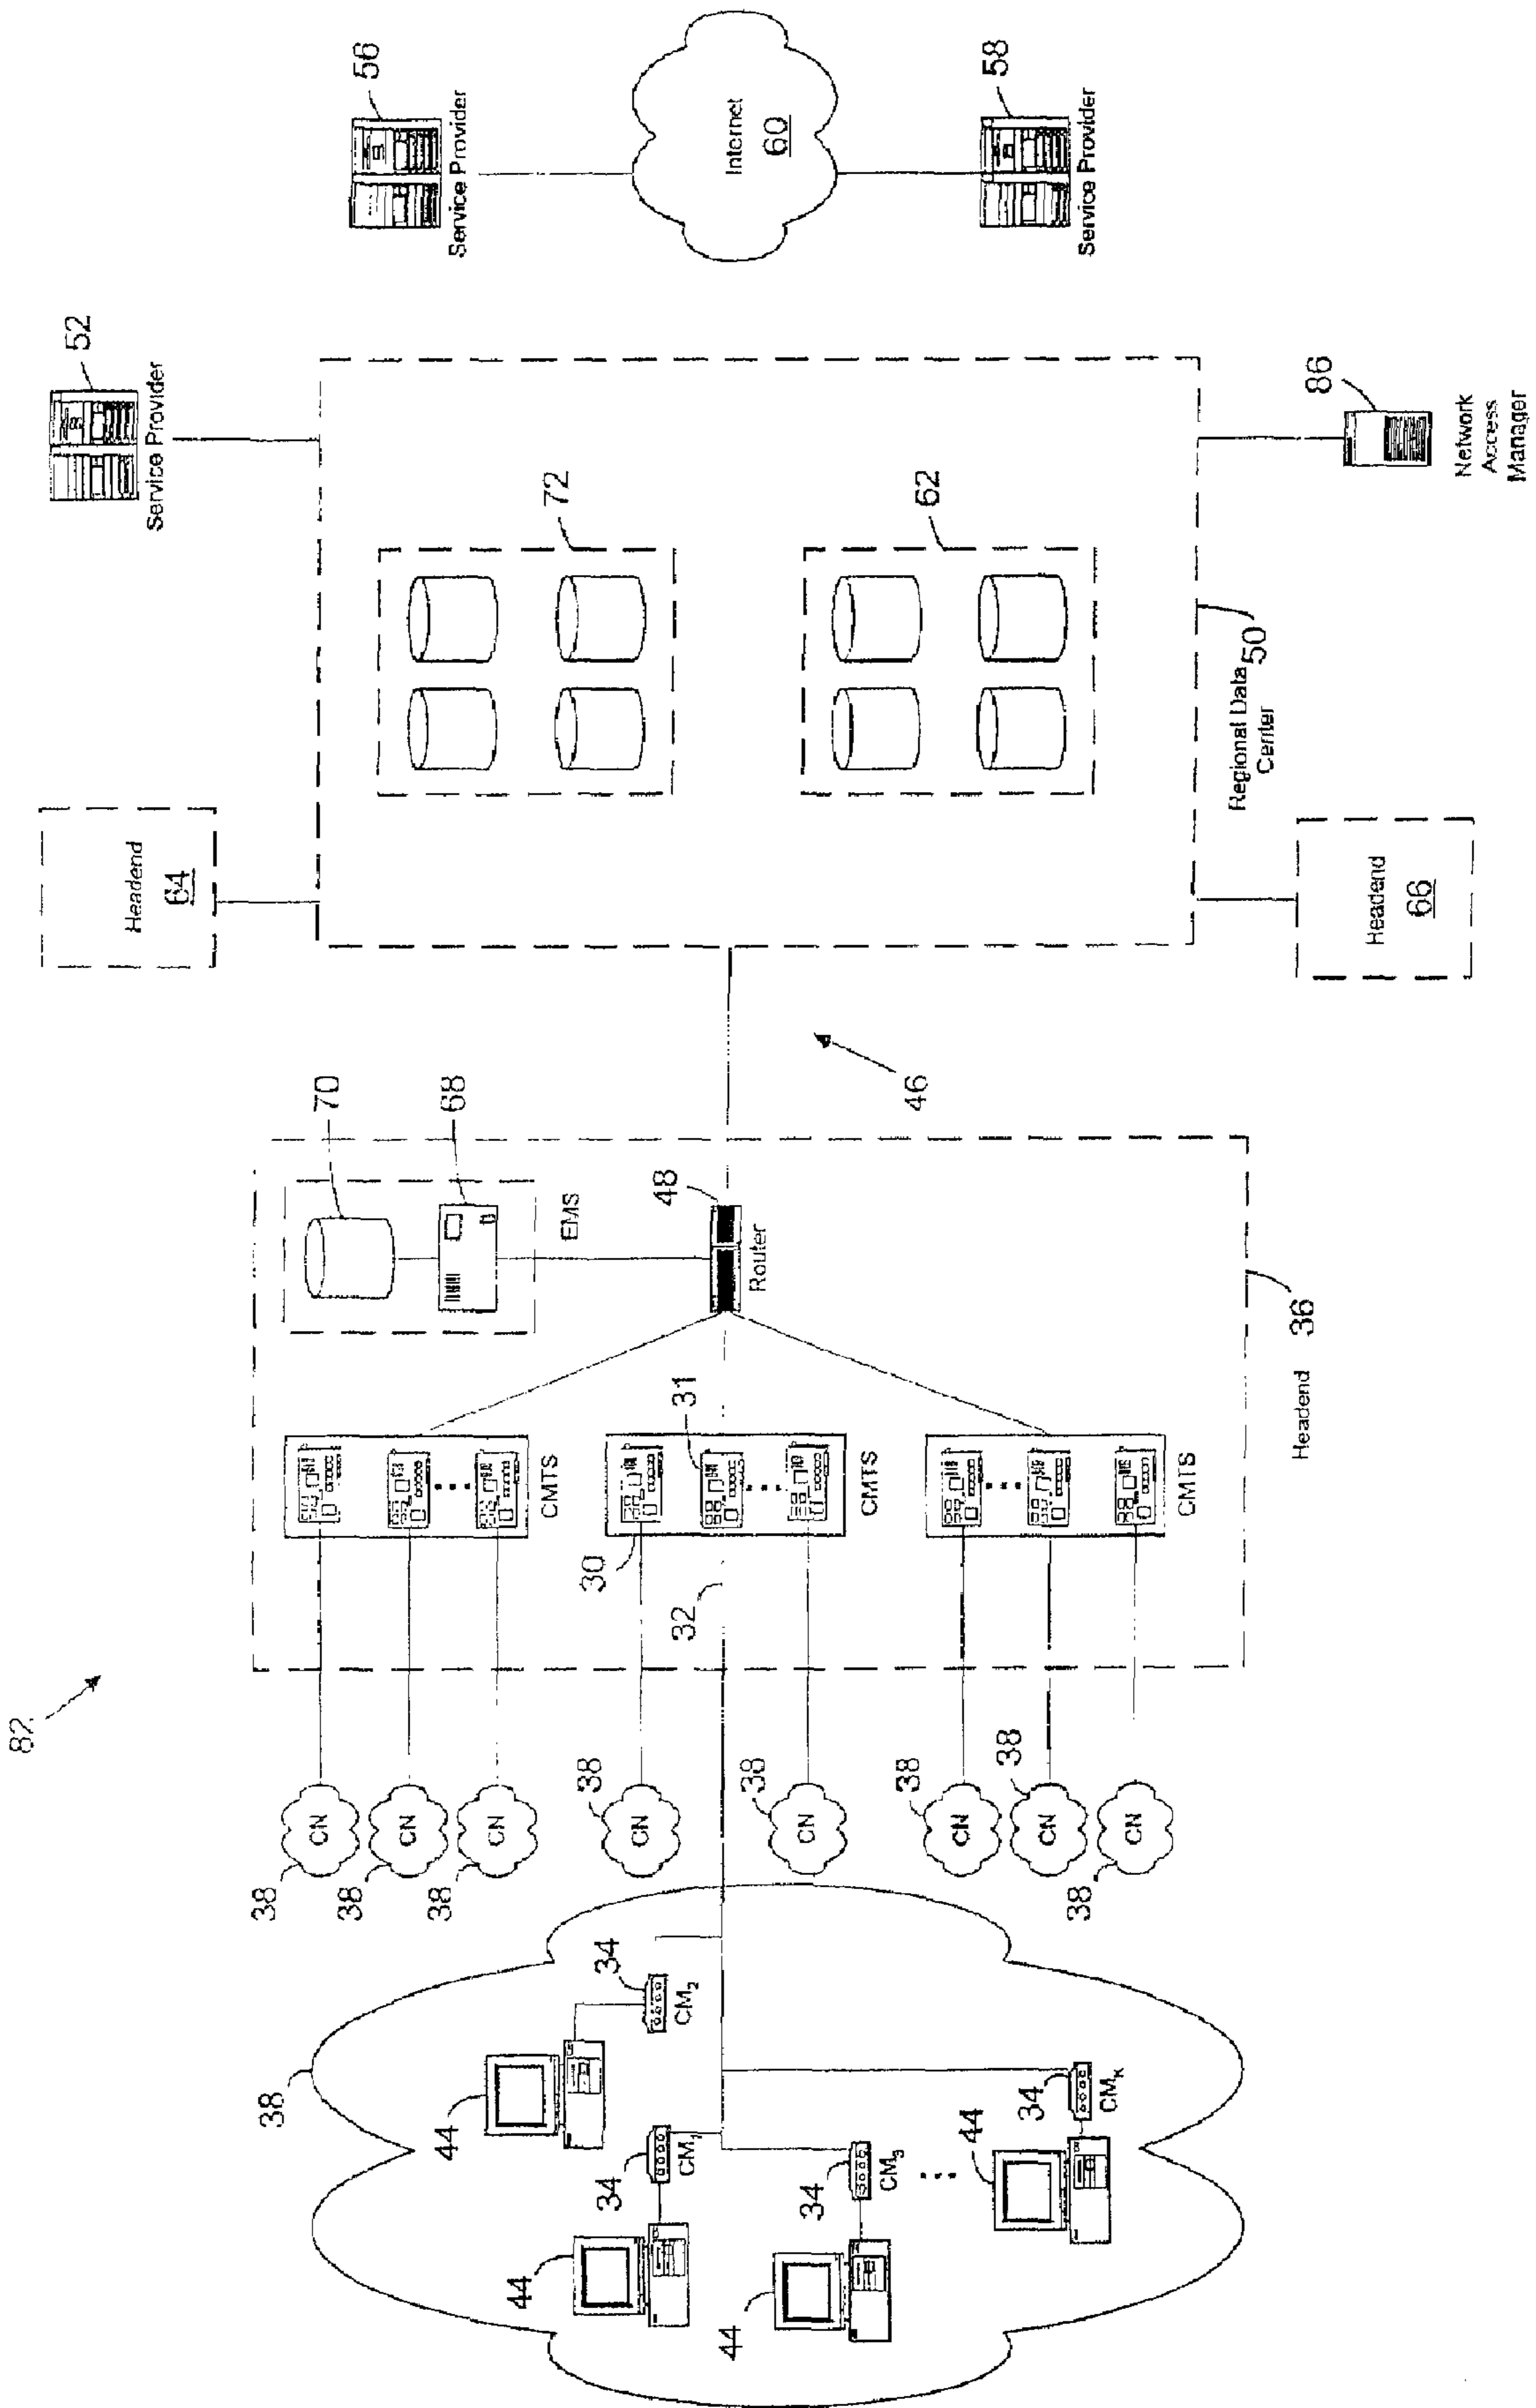 82
38
44
34
CM₂
44
34
CM₁
44
34
CM₃
44
34
CMₖ
38
CN
38
CN
38
CN
38
CN
38
CN
38
CN
38
CN
38
CN
32
30
31
CMTS
CMTS
CMTS
70
68
EMS
48
Router
Headend
36
46
Headend
64
Headend
66
72
62
Regional Data
Center
50
52
Service Provider
86
Network
Access
Manager
56
Service Provider
Internet
60
58
Service Provider